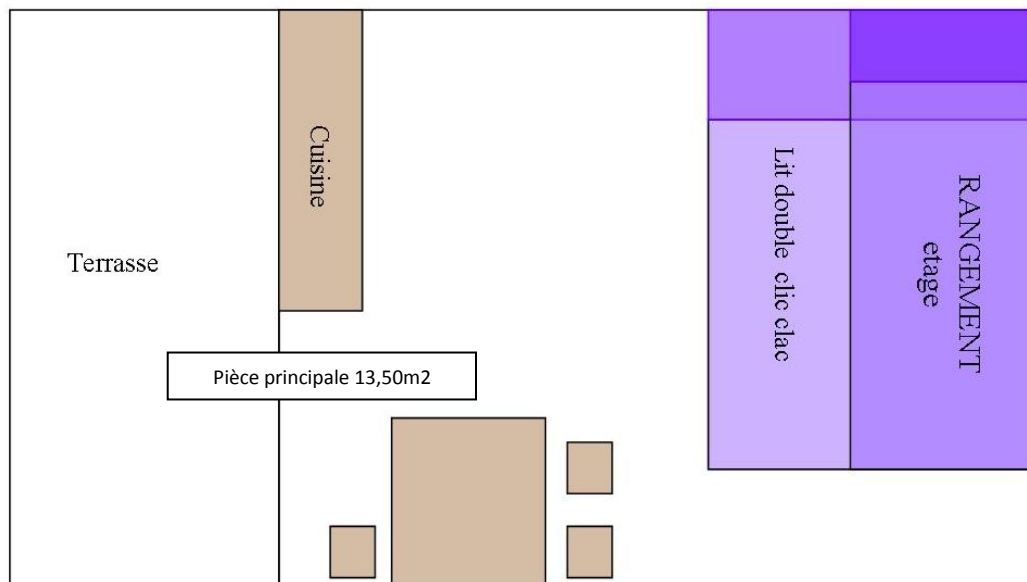 Cuisine
Terrasse
Pièce principale 13,50m2
Lit double clic clac
RANGEMENT
etage